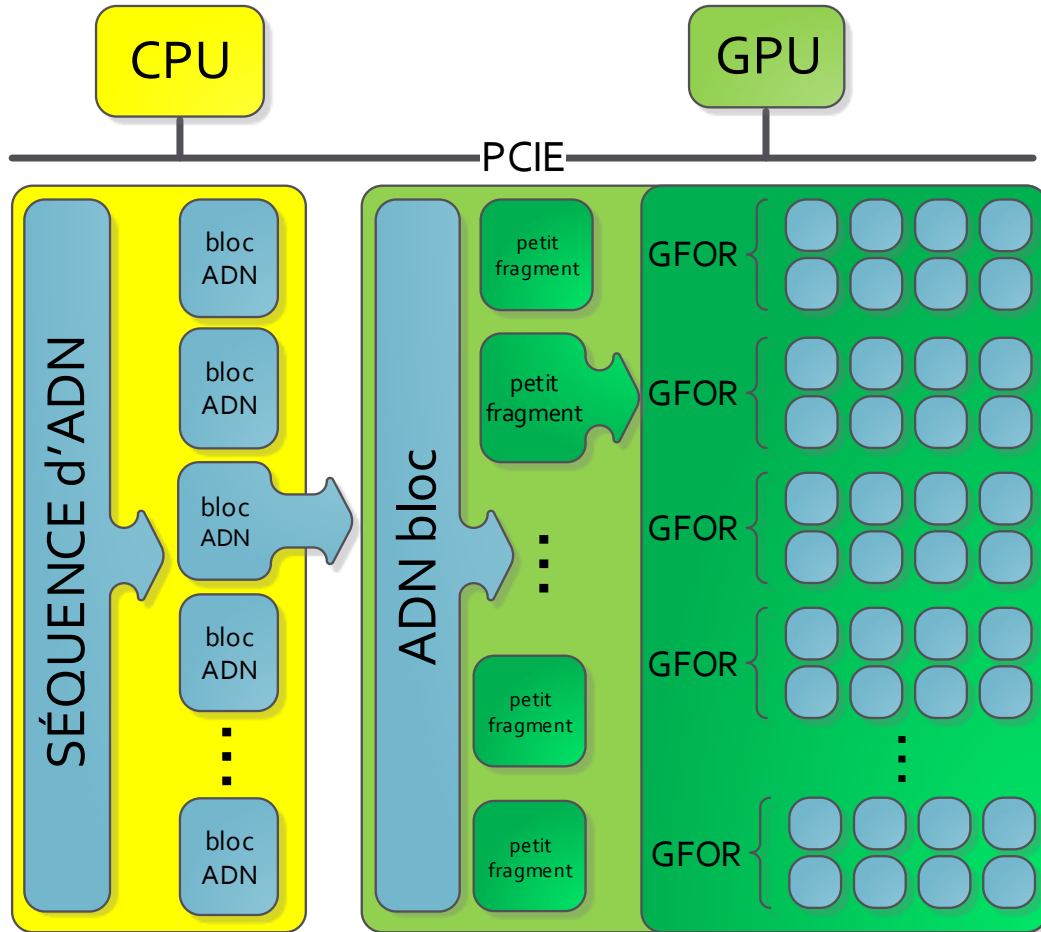 CPU
GPU
PCIE
SÉQUENCE d'ADN
bloc
ADN
bloc
ADN
bloc
ADN
bloc
ADN
bloc
ADN
ADN bloc
petit
fragment
petit
fragment
petit
fragment
petit
fragment
GFOR
GFOR
GFOR
GFOR
GFOR